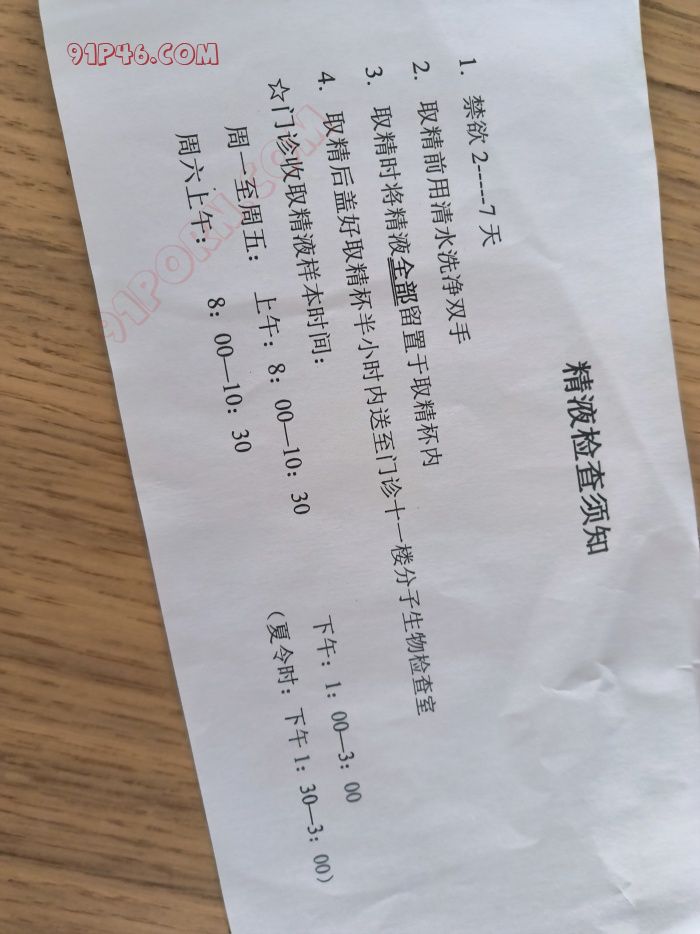 91P46.COM
91PORN.COM
精液检查须知
1. 禁欲 2----7 天
2. 取精前用清水洗净双手
3. 取精时将精液全部留置于取精杯内
4. 取精后盖好取精杯半小时内送至门诊十一楼分子生物检查室
☆门诊收取精液样本时间：
周一至周五： 上午：8：00—10：30 下午：1：00—3：00
（夏令时：下午 1：30—3：00）
周六上午： 8：00—10：30